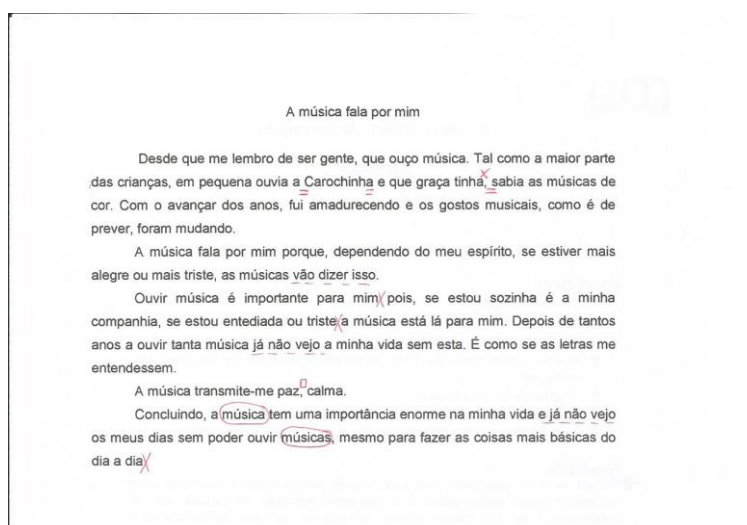 A música fala por mim
Desde que me lembro de ser gente, que ouço música. Tal como a maior parte
das crianças, em pequena ouvia a Carochinha e que graça tinha, sabia as músicas de
cor. Com o avançar dos anos, fui amadurecendo e os gostos musicais, como é de
prever, foram mudando.
A música fala por mim porque, dependendo do meu espírito, se estiver mais
alegre ou mais triste, as músicas vão dizer isso.
Ouvir música é importante para mim pois, se estou sozinha é a minha
companhia, se estou entediada ou triste a música está lá para mim. Depois de tantos
anos a ouvir tanta música já não vejo a minha vida sem esta. É como se as letras me
entendessem.
A música transmite-me paz, calma.
Concluindo, a música tem uma importância enorme na minha vida e já não vejo
os meus dias sem poder ouvir músicas, mesmo para fazer as coisas mais básicas do
dia a dia